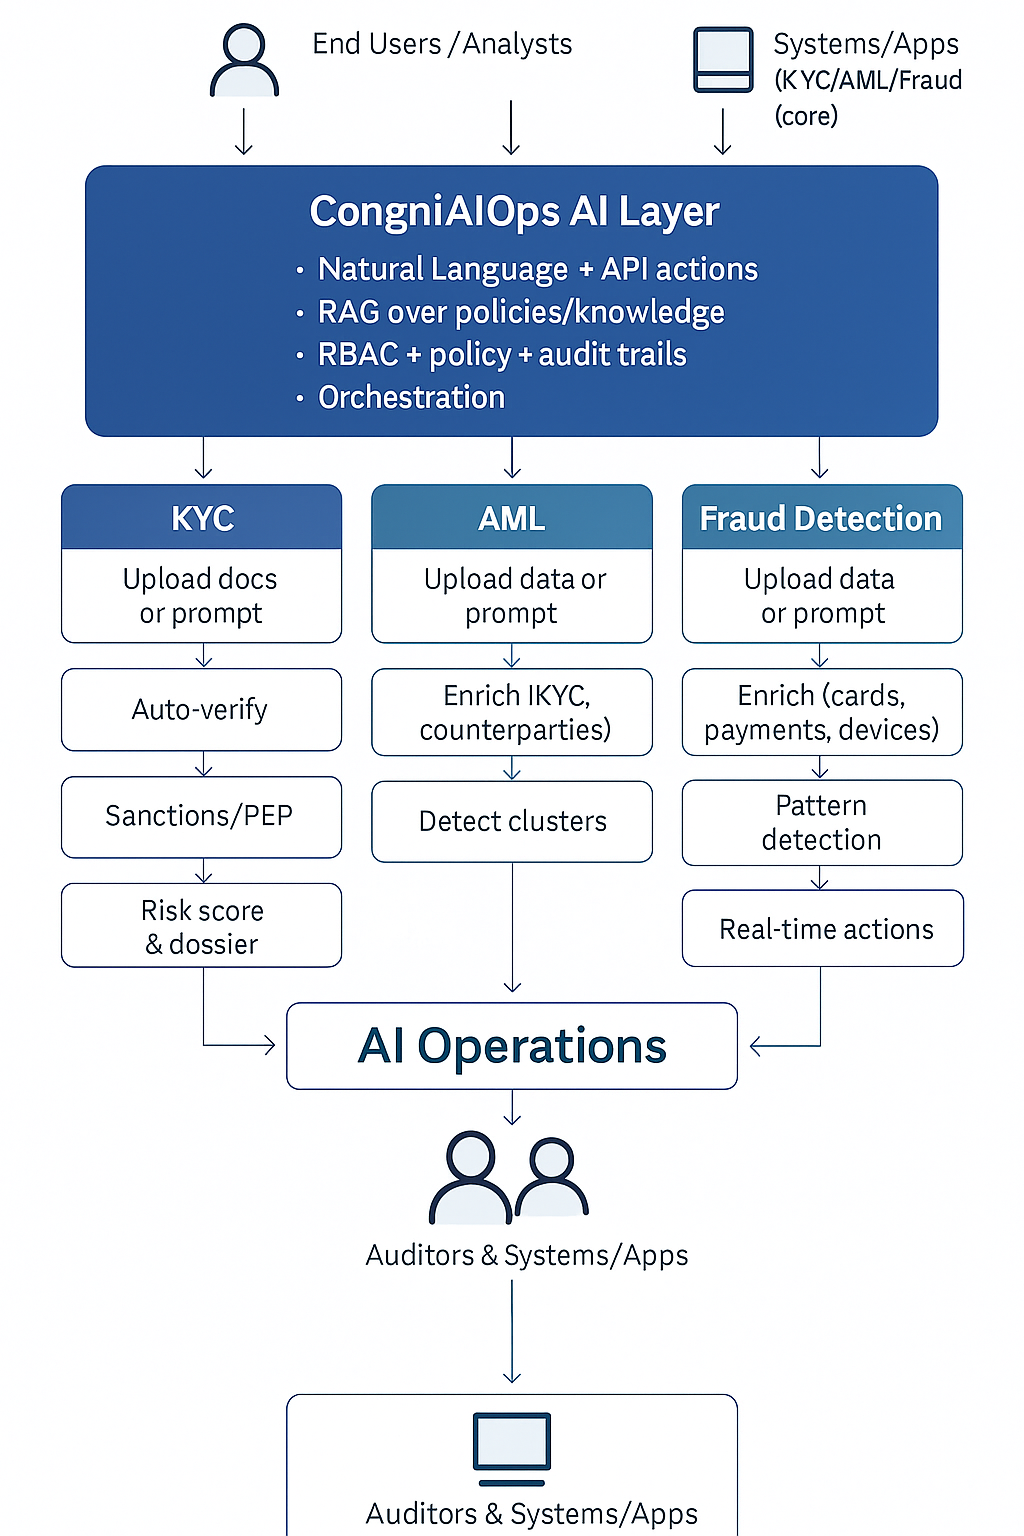 End Users /Analysts
Systems/Apps
(KYC/AML/Fraud
(core)
CongniAIOps AI Layer
• Natural Language + API actions
• RAG over policies/knowledge
• RBAC + policy + audit trails
• Orchestration
KYC
Upload docs
or prompt
Auto-verify
Sanctions/PEP
Risk score
& dossier
AML
Upload data or
prompt
Enrich IKYC,
counterparties)
Detect clusters
Fraud Detection
Upload data
or prompt
Enrich (cards,
payments, devices)
Pattern
detection
Real-time actions
AI Operations
Auditors & Systems/Apps
Auditors & Systems/Apps